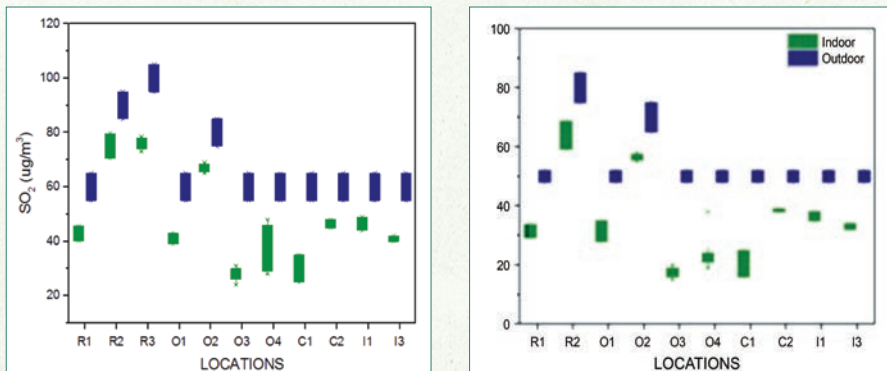 120
100
80
60
40
20
SO2 (ug/m3)
R1 R2 R3 O1 O2 O3 O4 C1 C2 I1 I3
LOCATIONS
Indoor
Outdoor
100
80
60
40
20
0
R1 R2 O1 O2 O3 O4 C1 C2 I1 I3
LOCATIONS